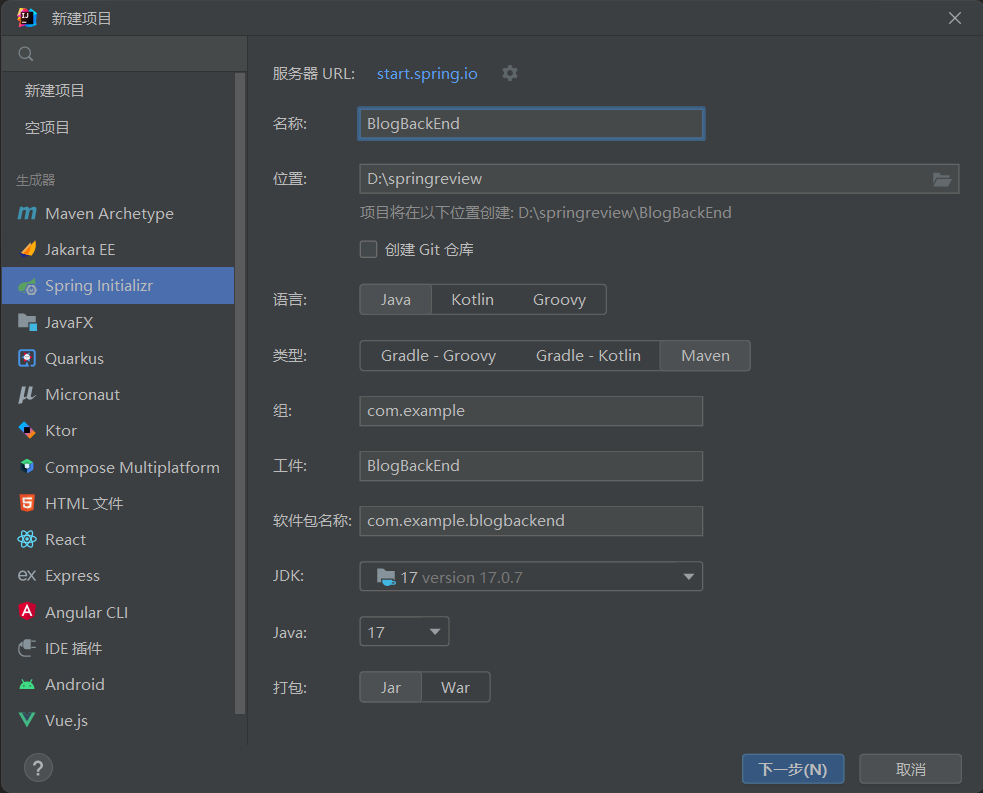 新建项目
新建项目
空项目
生成器
Maven Archetype
Jakarta EE
Spring Initializr
JavaFX
Quarkus
Micronaut
Ktor
Compose Multiplatform
HTML 文件
React
Express
Angular CLI
IDE 插件
Android
Vue.js
服务器 URL: start.spring.io
名称: BlogBackEnd
位置: D:\springreview
项目将在以下位置创建: D:\springreview\BlogBackEnd
创建 Git 仓库
语言: Java Kotlin Groovy
类型: Gradle - Groovy Gradle - Kotlin Maven
组: com.example
工件: BlogBackEnd
软件包名称: com.example.blogbackend
JDK: 17 version 17.0.7
Java: 17
打包: Jar War
? 下一步(N) 取消